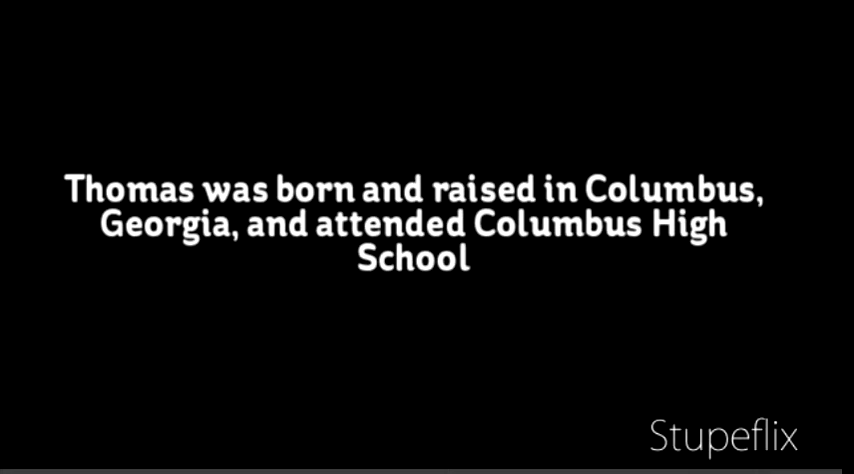 Thomas was born and raised in Columbus,
Georgia, and attended Columbus High
School
Stupeflix